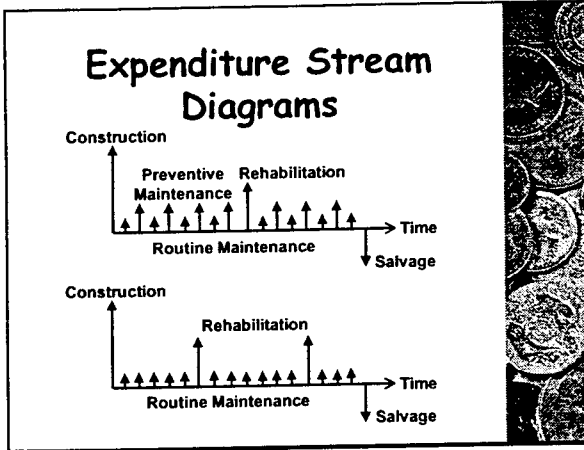 Expenditure Stream
Diagrams
Construction
Preventive
Maintenance
Rehabilitation
Time
Routine Maintenance
Salvage
Construction
Rehabilitation
Time
Routine Maintenance
Salvage